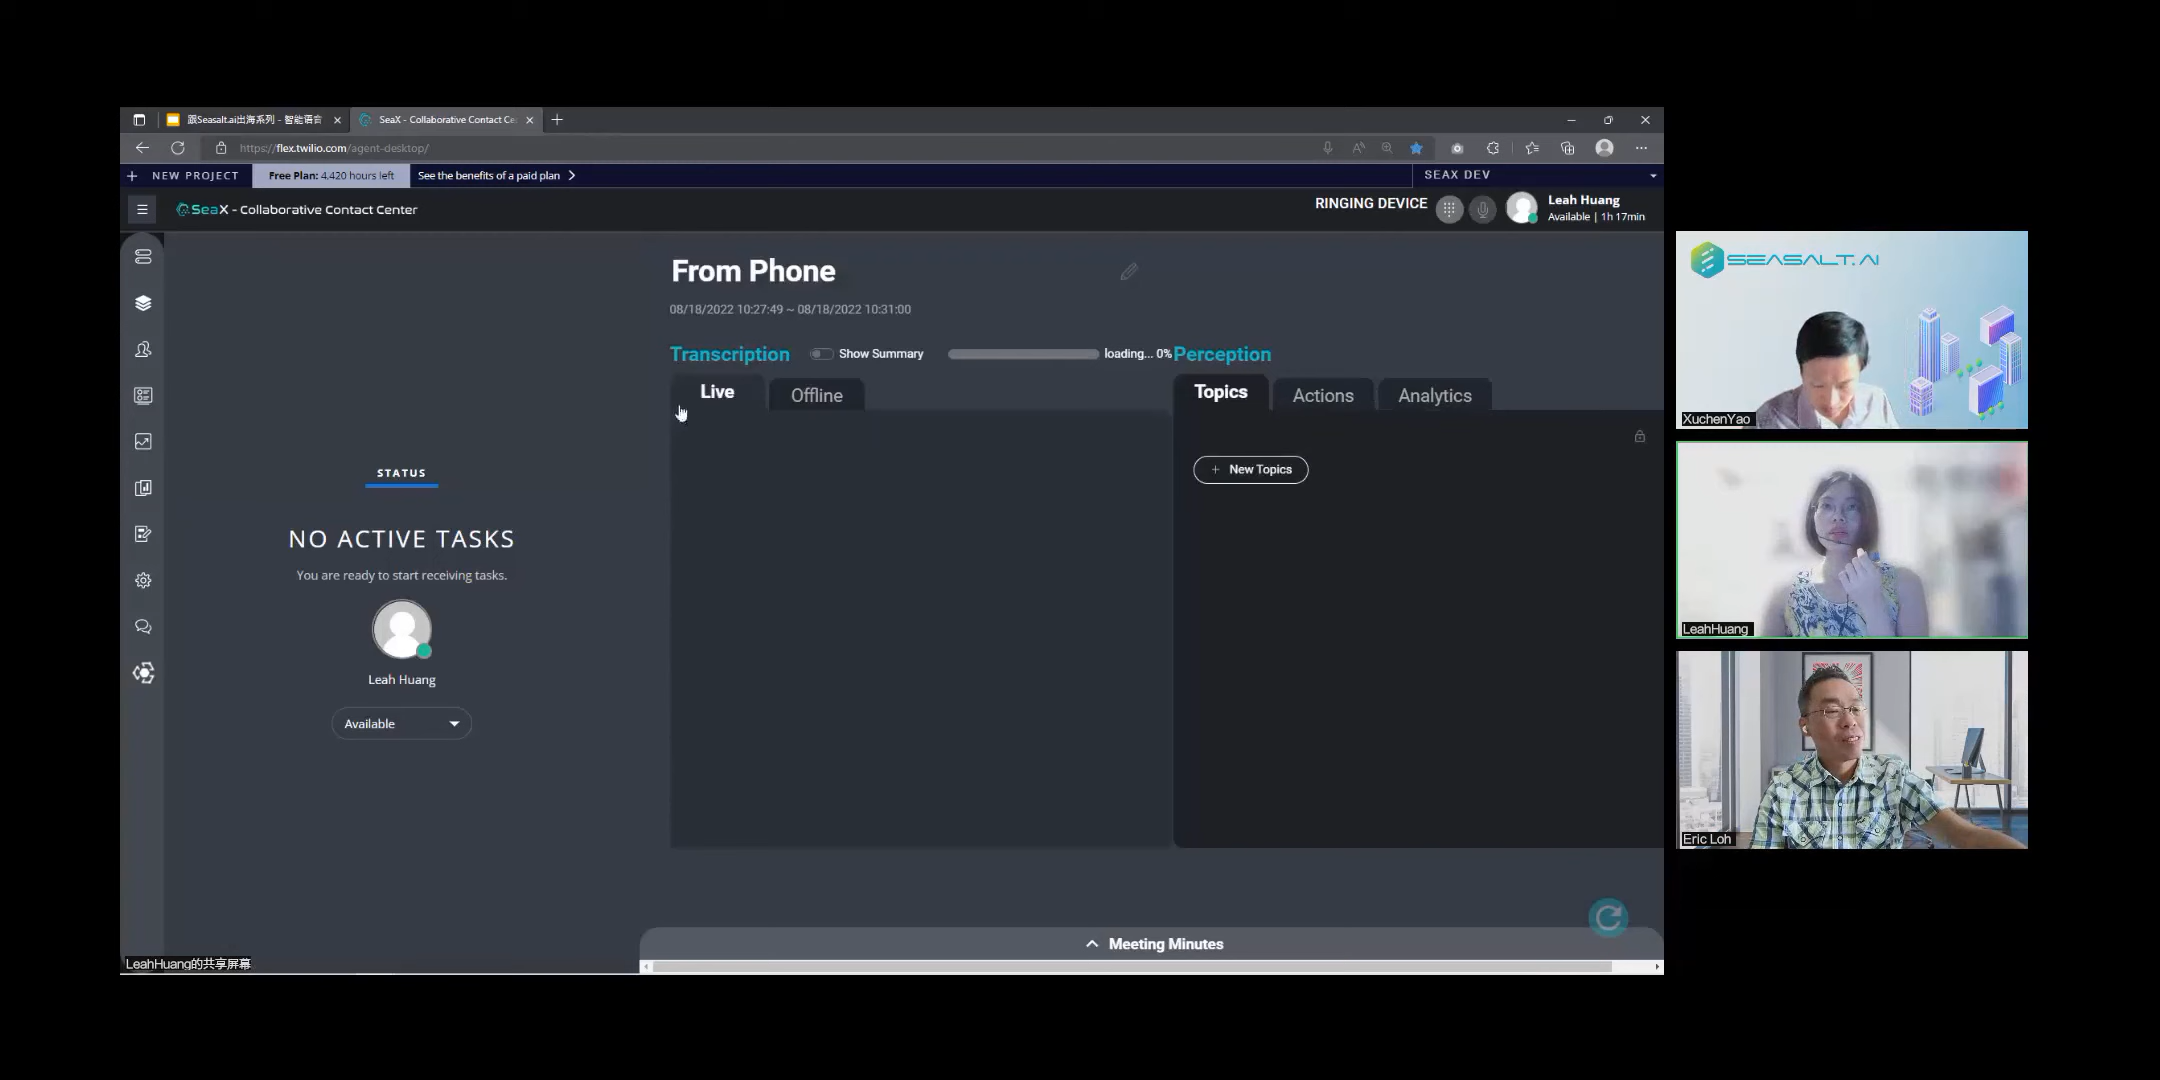 跟Seasalt.ai出海系列 - 智能语合
SeaX - Collaborative Contact Ce
https://flex.twilio.com/agent-desktop/
NEW PROJECT
Free Plan: 4,420 hours left
See the benefits of a paid plan
SEAX DEV
SeaX - Collaborative Contact Center
RINGING DEVICE
Leah Huang
Available | 1h 17min
From Phone
08/18/2022 10:27:49 ~ 08/18/2022 10:31:00
Transcription
Show Summary
loading... 0%
Perception
Live
Offline
Topics
Actions
Analytics
+ New Topics
STATUS
NO ACTIVE TASKS
You are ready to start receiving tasks.
Leah Huang
Available
Meeting Minutes
LeahHuang的共享屏幕
SEASALT.AI
XuchenYao
LeahHuang
Eric Loh